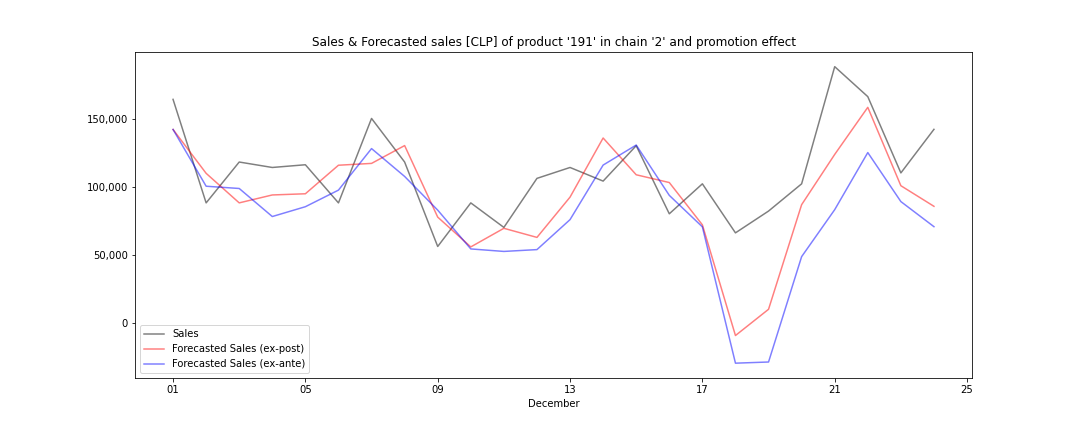 Sales & Forecasted sales [CLP] of product '191' in chain '2' and promotion effect
150,000
100,000
50,000
0
Sales
Forecasted Sales (ex-post)
Forecasted Sales (ex-ante)
01 05 09 13 17 21 25
December